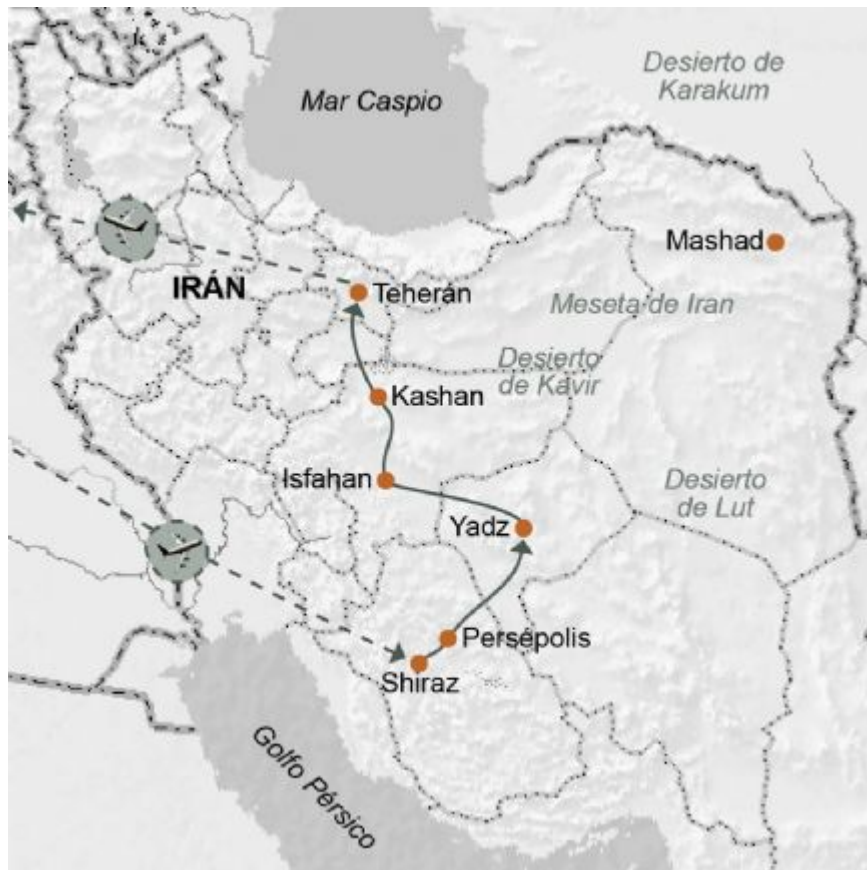 Mar Caspio
Desierto de
Karakum
Mashad
IRÁN
Teherán
Meseta de Iran
Desierto
de Kavir
Kashan
Isfahan
Desierto
de Lut
Yadz
Persépolis
Shiraz
Golfo Pérsico